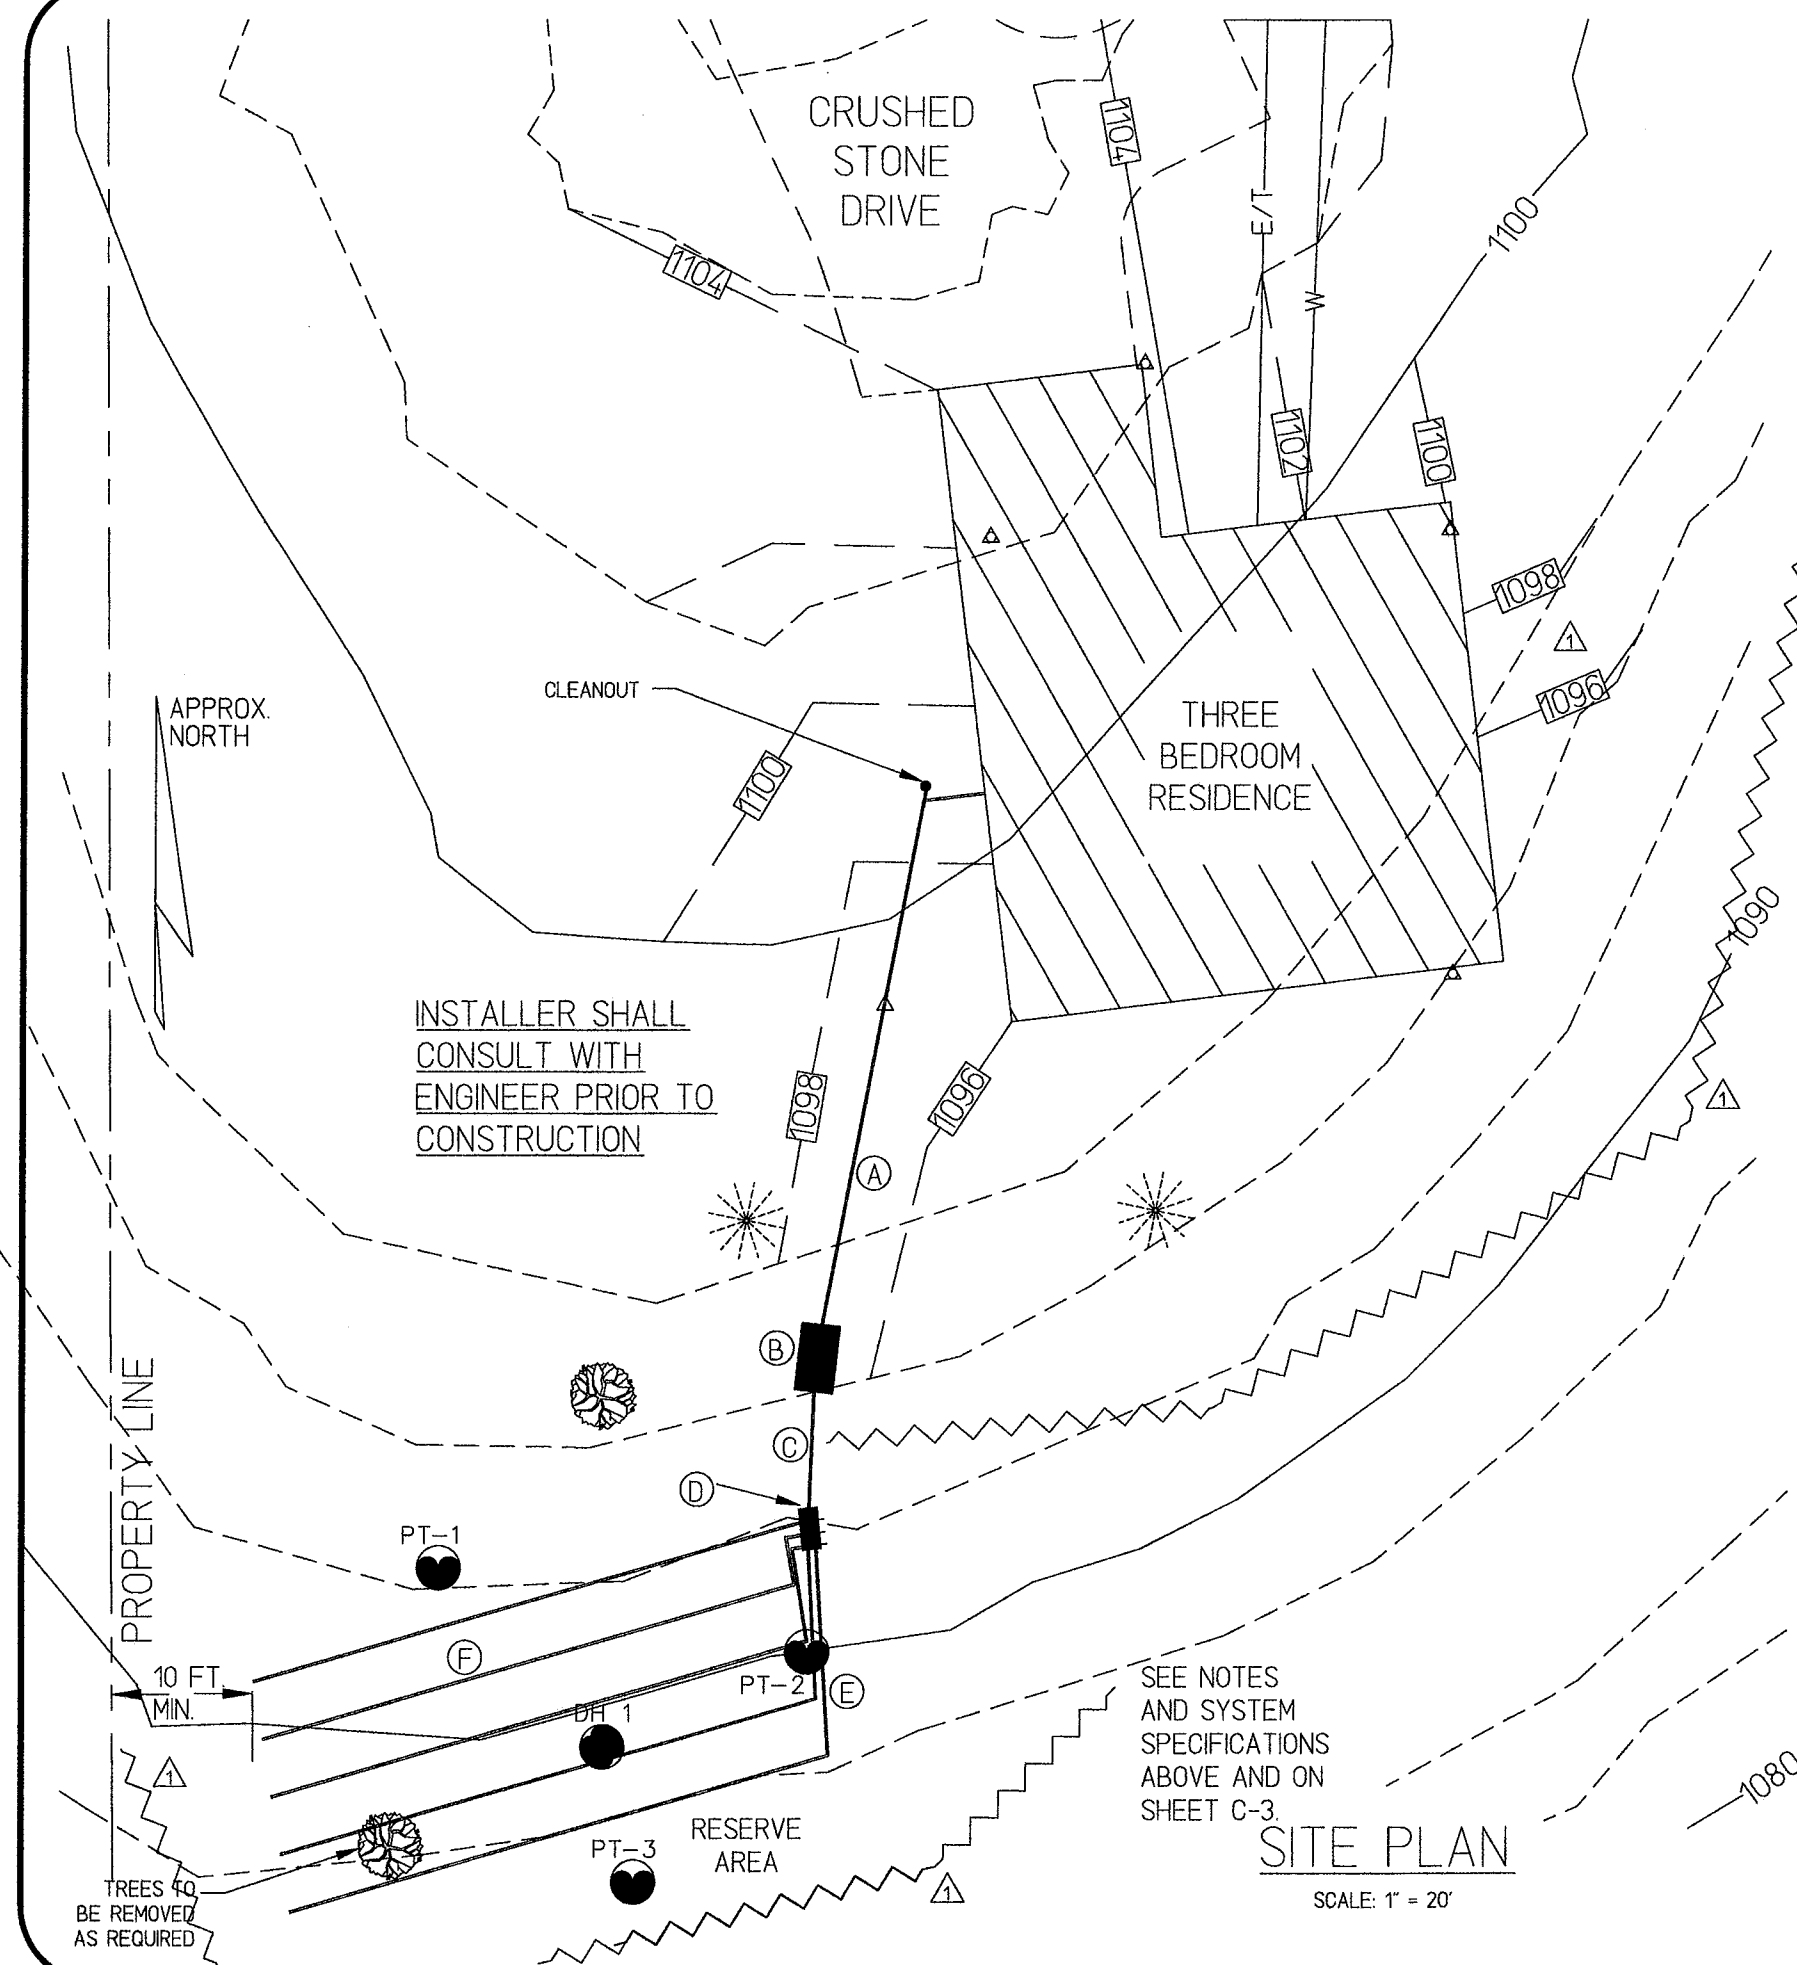 CRUSHED
STONE
DRIVE
1104
1104
E/T
W
1100
1102
1100
1098
1
1096
CLEANOUT
APPROX.
NORTH
THREE
BEDROOM
RESIDENCE
1100
1090
INSTALLER SHALL
CONSULT WITH
ENGINEER PRIOR TO
CONSTRUCTION
1098
1096
1
A
B
C
D
PROPERTY LINE
PT-1
F
10 FT.
MIN.
PT-2
E
DH 1
SEE NOTES
AND SYSTEM
SPECIFICATIONS
ABOVE AND ON
SHEET C-3.
1
1080
RESERVE
AREA
PT-3
SITE PLAN
SCALE: 1" = 20'
TREES TO
BE REMOVED
AS REQUIRED
1